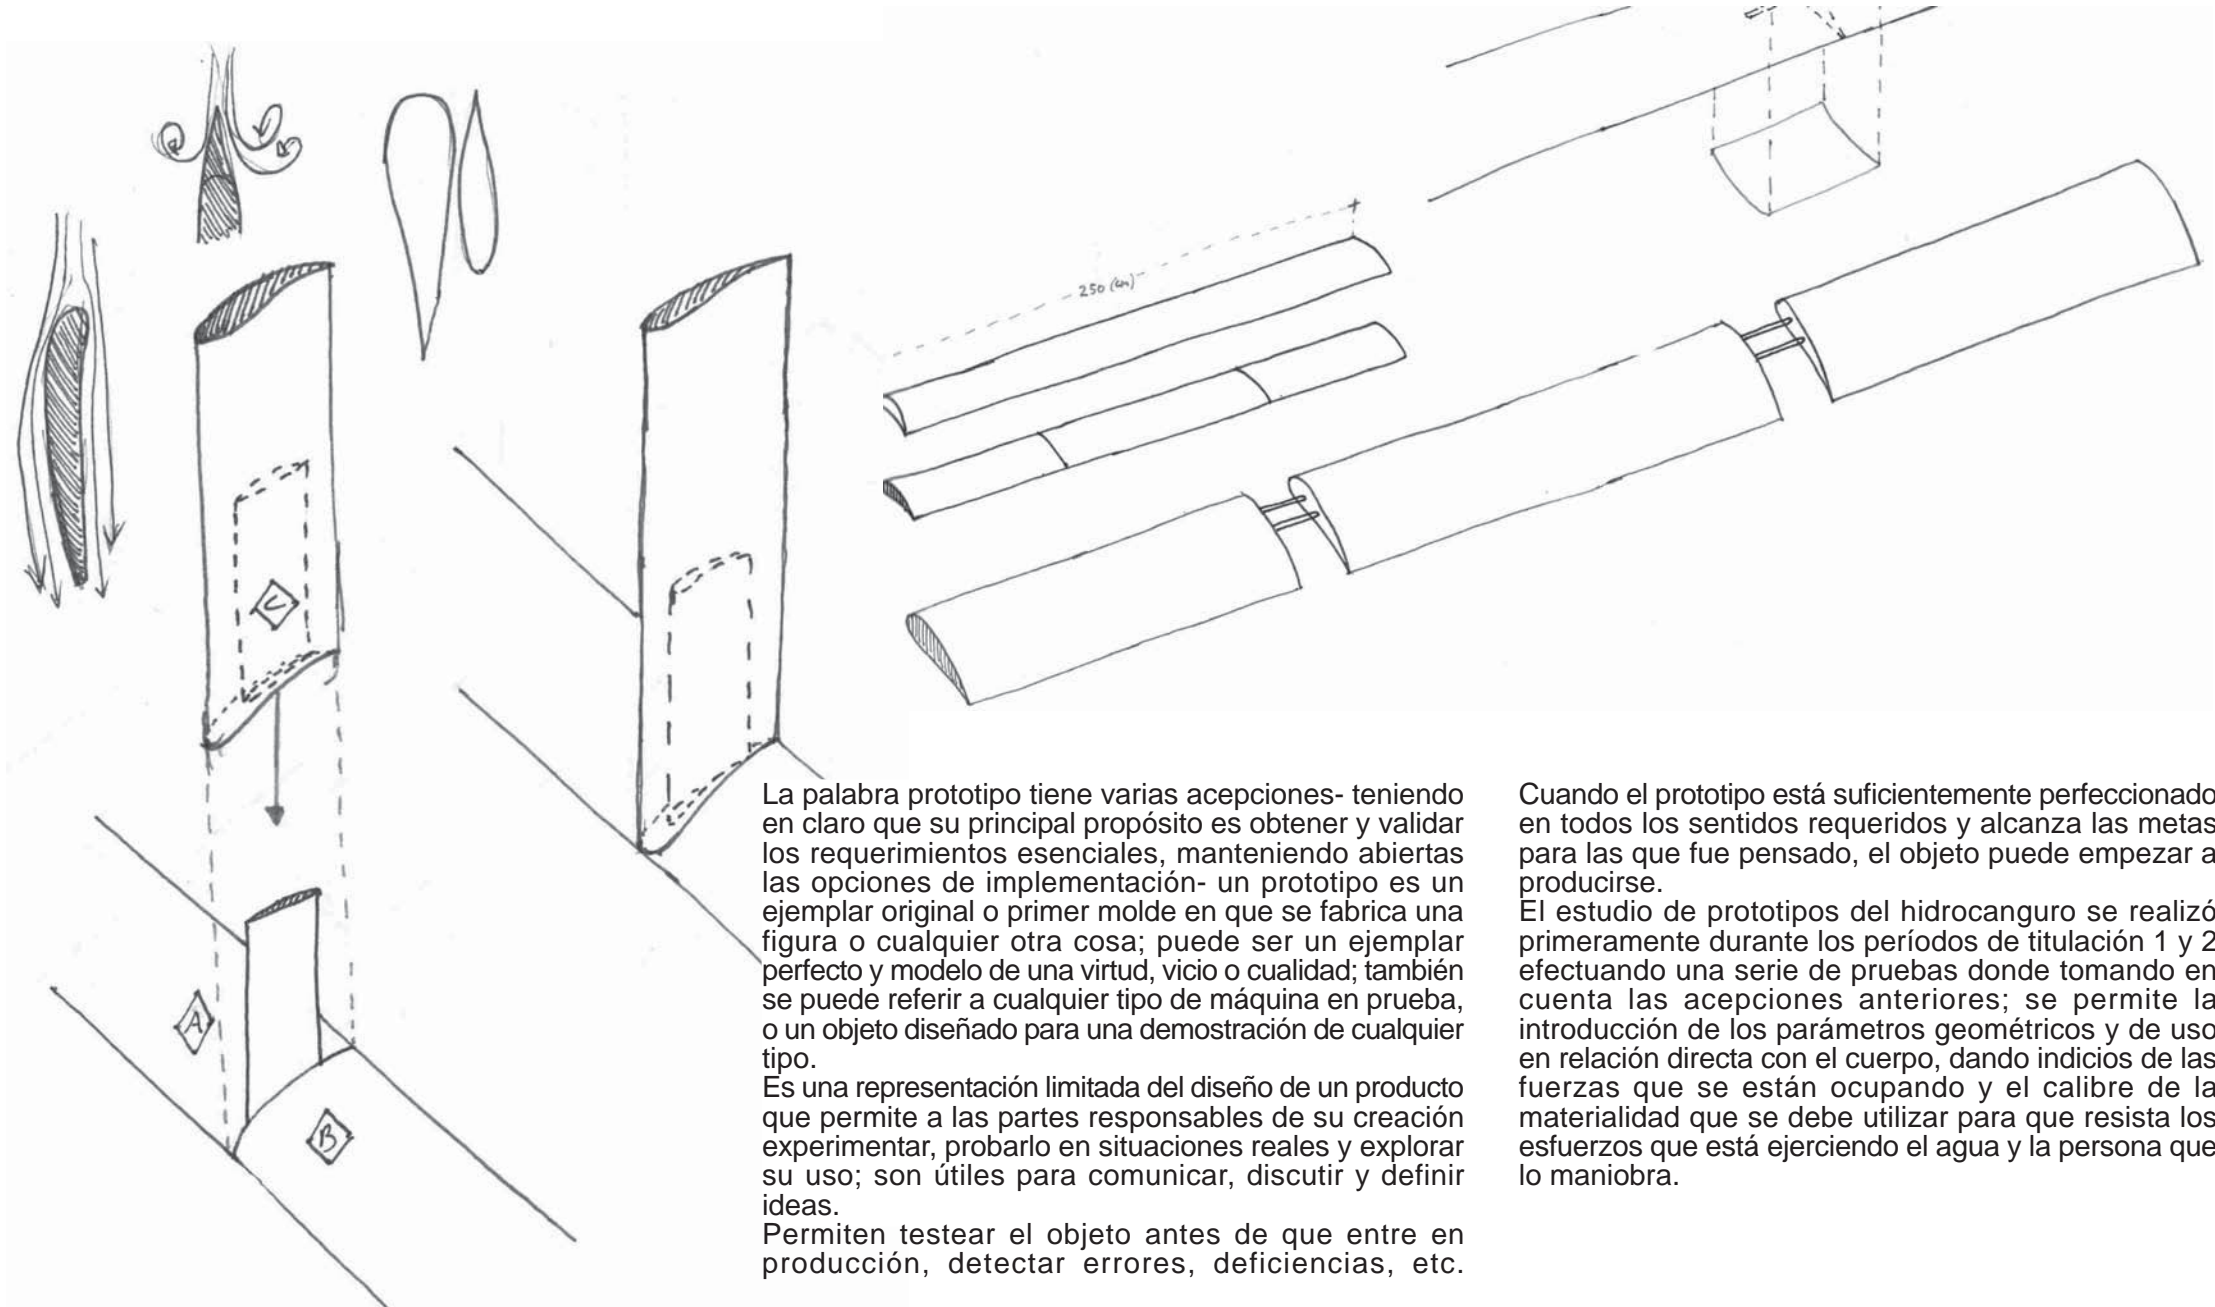 250 (cm)
C
A
B
La palabra prototipo tiene varias acepciones- teniendo
en claro que su principal propósito es obtener y validar
los requerimientos esenciales, manteniendo abiertas
las opciones de implementación- un prototipo es un
ejemplar original o primer molde en que se fabrica una
figura o cualquier otra cosa; puede ser un ejemplar
perfecto y modelo de una virtud, vicio o cualidad; también
se puede referir a cualquier tipo de máquina en prueba,
o un objeto diseñado para una demostración de cualquier
tipo.
Es una representación limitada del diseño de un producto
que permite a las partes responsables de su creación
experimentar, probarlo en situaciones reales y explorar
su uso; son útiles para comunicar, discutir y definir
ideas.
Permiten testear el objeto antes de que entre en
producción, detectar errores, deficiencias, etc.
Cuando el prototipo está suficientemente perfeccionado
en todos los sentidos requeridos y alcanza las metas
para las que fue pensado, el objeto puede empezar a
producirse.
El estudio de prototipos del hidrocanguro se realizó
primeramente durante los períodos de titulación 1 y 2
efectuando una serie de pruebas donde tomando en
cuenta las acepciones anteriores; se permite la
introducción de los parámetros geométricos y de uso
en relación directa con el cuerpo, dando indicios de las
fuerzas que se están ocupando y el calibre de la
materialidad que se debe utilizar para que resista los
esfuerzos que está ejerciendo el agua y la persona que
lo maniobra.